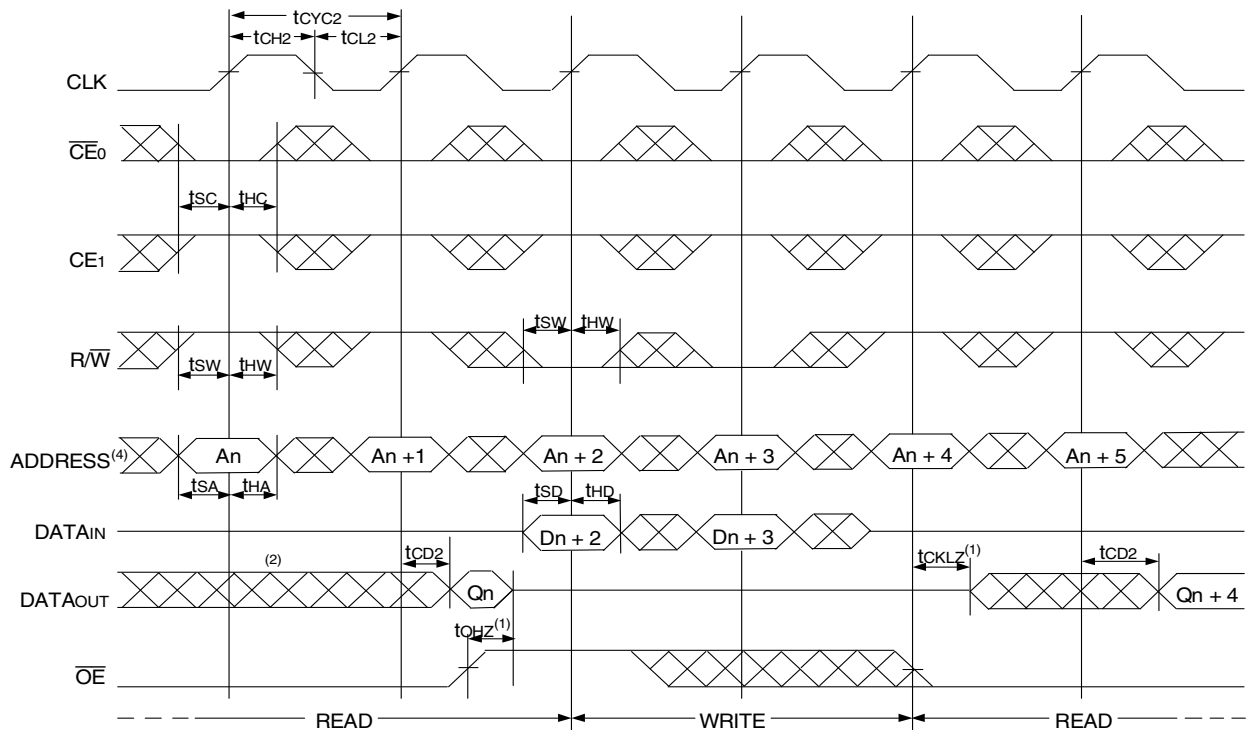 tCYC2
tCH2 tCL2
CLK
CE0
tSC tHC
CE1
tSW tHW
R/W
tSW tHW
ADDRESS(4) An An +1 An + 2 An + 3 An + 4 An + 5
tSA tHA tSD tHD
DATAIN Dn + 2 Dn + 3
(2) tCD2 tCKLZ(1) tCD2
DATAOUT Qn Qn + 4
tOHZ(1)
OE
READ WRITE READ